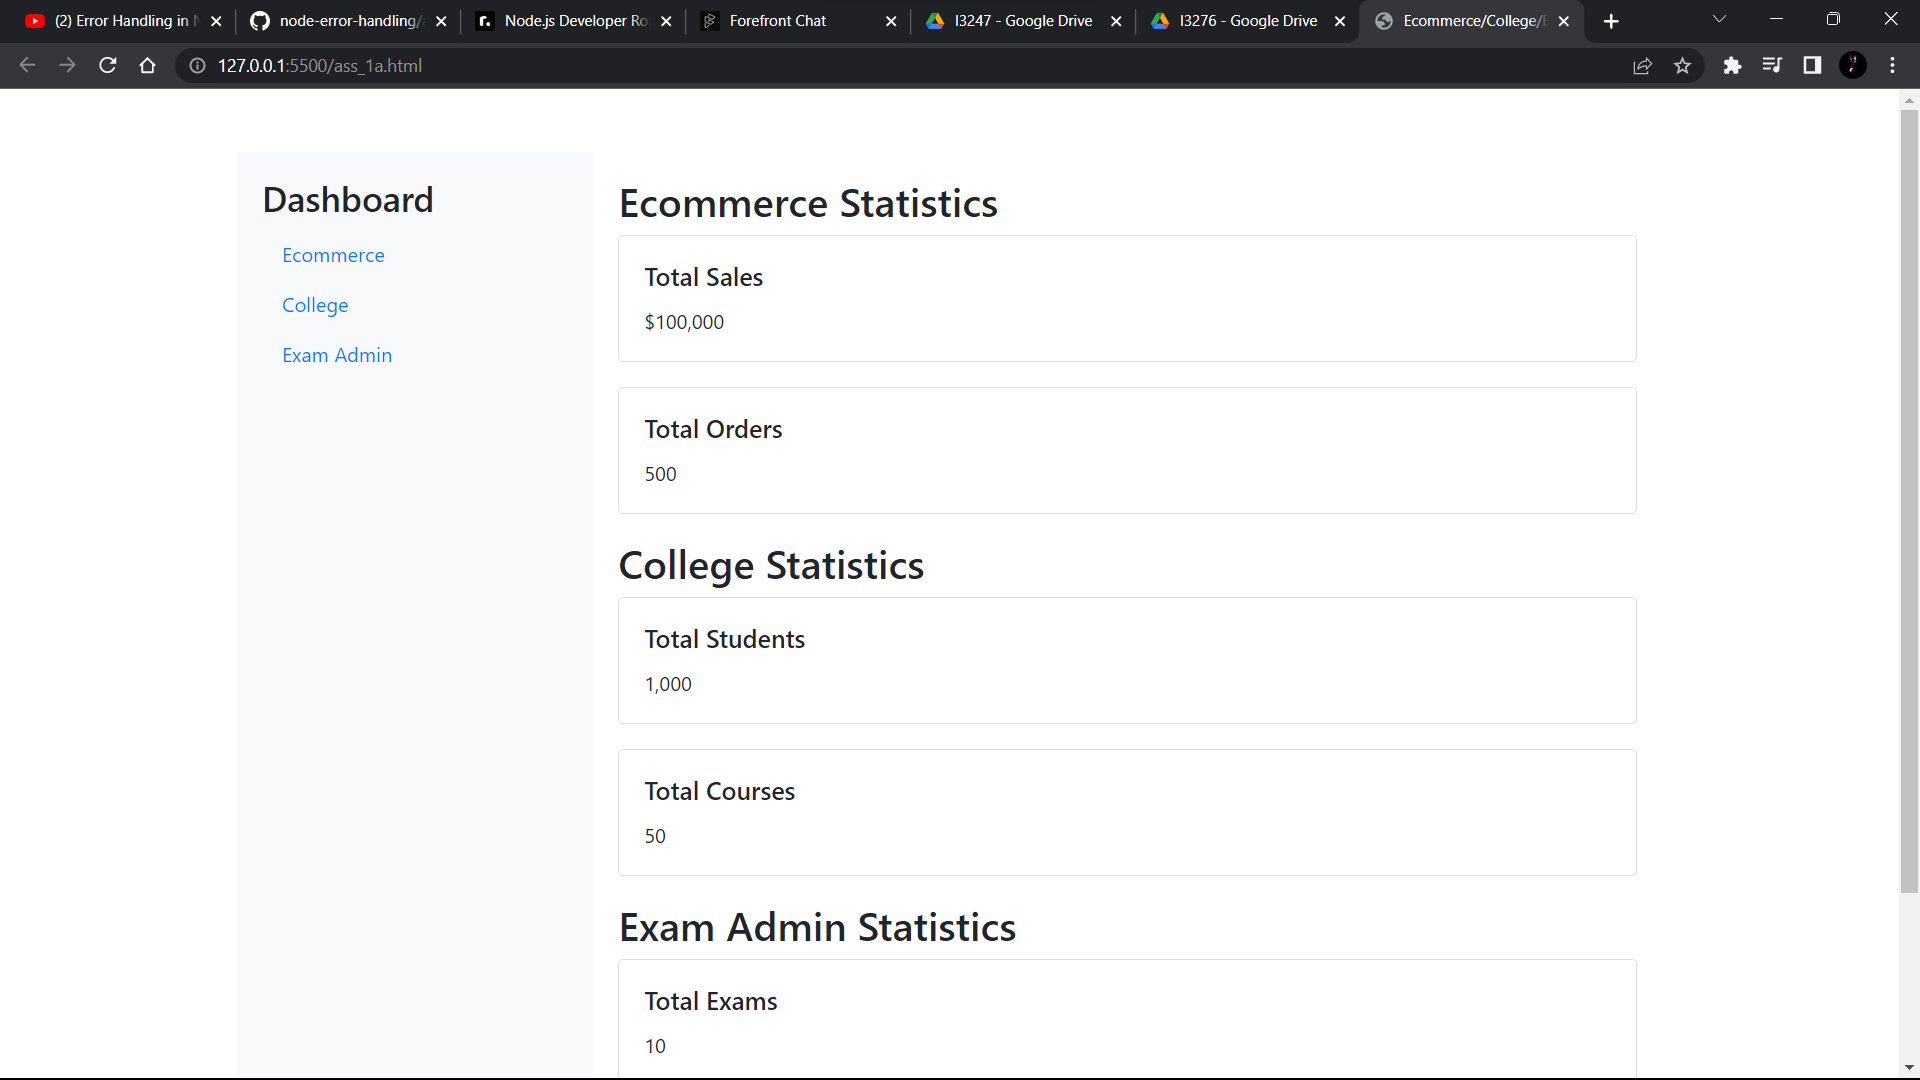 (2) Error Handling in N
node-error-handling/a
Node.js Developer Ro
Forefront Chat
I3247 - Google Drive
I3276 - Google Drive
Ecommerce/College/E
127.0.0.1:5500/ass_1a.html
Dashboard
Ecommerce
College
Exam Admin
Ecommerce Statistics
Total Sales
$100,000
Total Orders
500
College Statistics
Total Students
1,000
Total Courses
50
Exam Admin Statistics
Total Exams
10